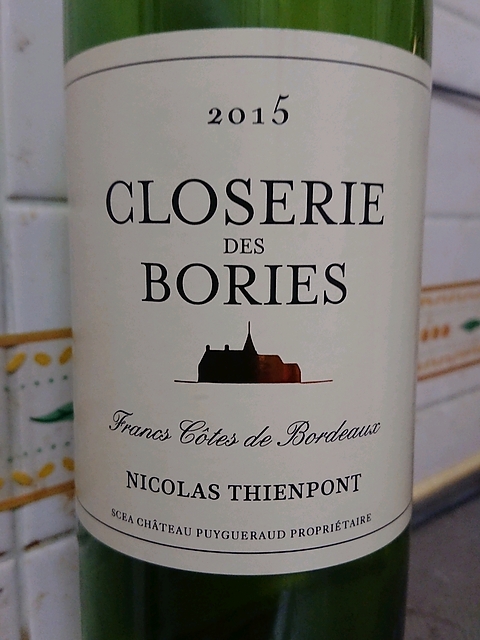 2015
CLOSERIE
DES
BORIES
Francs Côtes de Bordeaux
NICOLAS THIENPONT
SCEA CHÂTEAU PUYGUERAUD PROPRIÉTAIRE